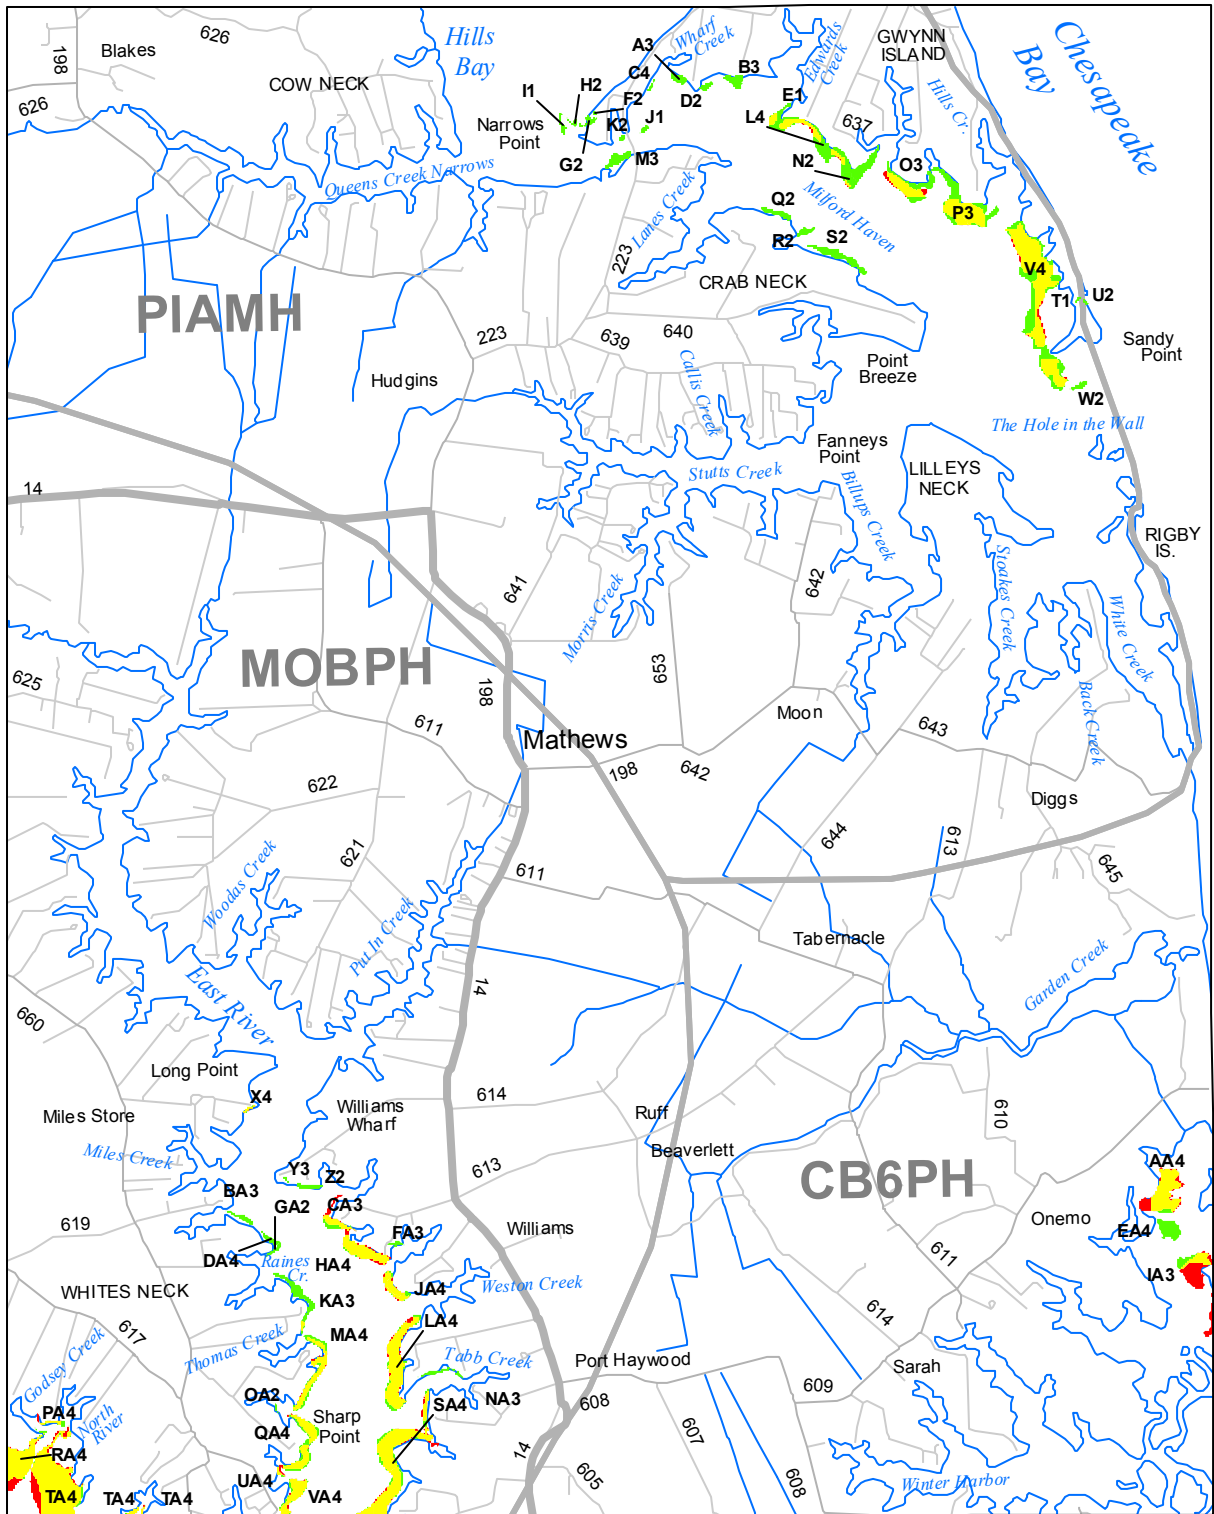 626
198
Blakes
COW NECK
626
Hills
Bay
A3
Wharf
Creek
C4
B3
I1
H2
F2
D2
J1
K2
Narrows
Point
G2
M3
Queens Creek Narrows
E1
L4
Edwards
Creek
GWYNN
ISLAND
637
Hills Cr.
Chesapeake
Bay
N2
O3
P3
Milford Haven
Lanes Creek
223
Q2
R2
S2
CRAB NECK
V4
T1
U2
Sandy
Point
W2
PIAMH
223
639
640
Hudgins
Callis Creek
Point
Breeze
The Hole in the Wall
Fanneys
Point
LILLEYS
NECK
Stutts Creek
Billups Creek
14
RIGBY
IS.
641
Morris Creek
642
Stoakes Creek
White Creek
Back Creek
MOBPH
625
198
653
611
Moon
643
Mathews
198
642
622
Diggs
621
644
613
645
611
Woodas Creek
Put In Creek
Tabernacle
East River
14
Garden Creek
660
Long Point
X4
Miles Store
Williams
Wharf
614
Ruff
610
Miles Creek
Beaverlett
Y3
Z2
613
CB6PH
AA4
BA3
GA2
CA3
619
Williams
Onemo
EA4
FA3
DA4
Raines
Cr.
HA4
611
IA3
WHITES NECK
KA3
JA4
Weston Creek
617
MA4
LA4
614
Thomas Creek
Tabb Creek
Port Haywood
Sarah
Godsey Creek
OA2
SA4
NA3
609
608
PA4
North
River
Sharp
Point
QA4
607
RA4
14
UA4
605
608
Winter Harbor
TA4
TA4
TA4
VA4